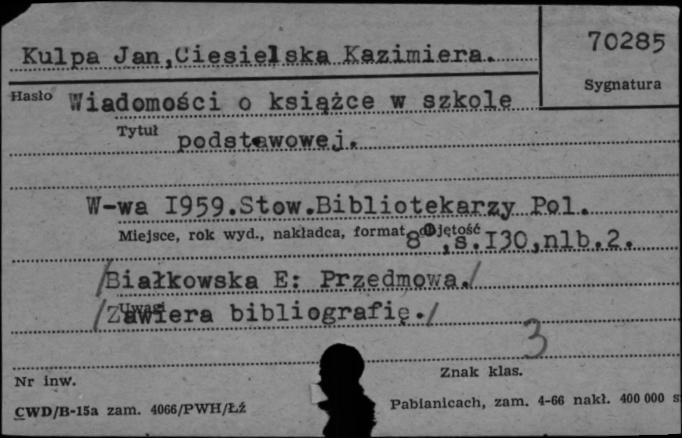 70285
Kulpa Jan,Ciesielska Kazimiera.
Sygnatura
Hasło Wiadomości o książce w szkole
Tytuł podstawowej.
W-wa 1959.Stow.Bibliotekarzy Pol.
Miejsce, rok wyd., nakładca, format, objętość
8°,s.130,nlb.2.
/Białkowska E: Przedmowa./
Uwagi
/Zawiera bibliografię./
3
Nr inw.
Znak klas.
CWD/B-15a zam. 4066/PWH/Łź
Pabianicach, zam. 4-66 nakł. 400 000 s